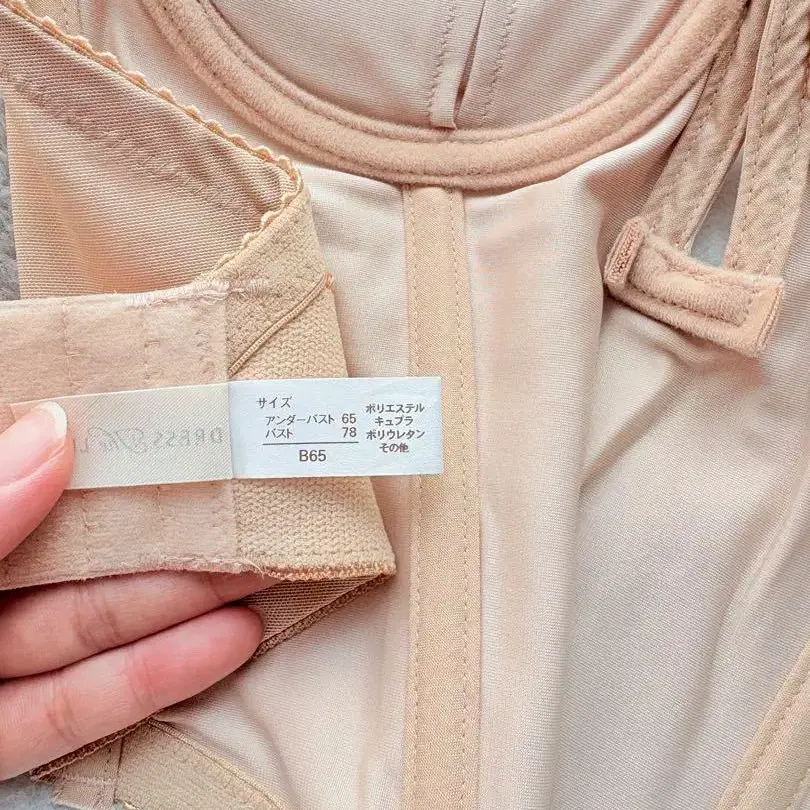 サイズ
アンダーバスト 65
バスト 78
B65
ポリエステル
キュプラ
ポリウレタン
その他
DRESS